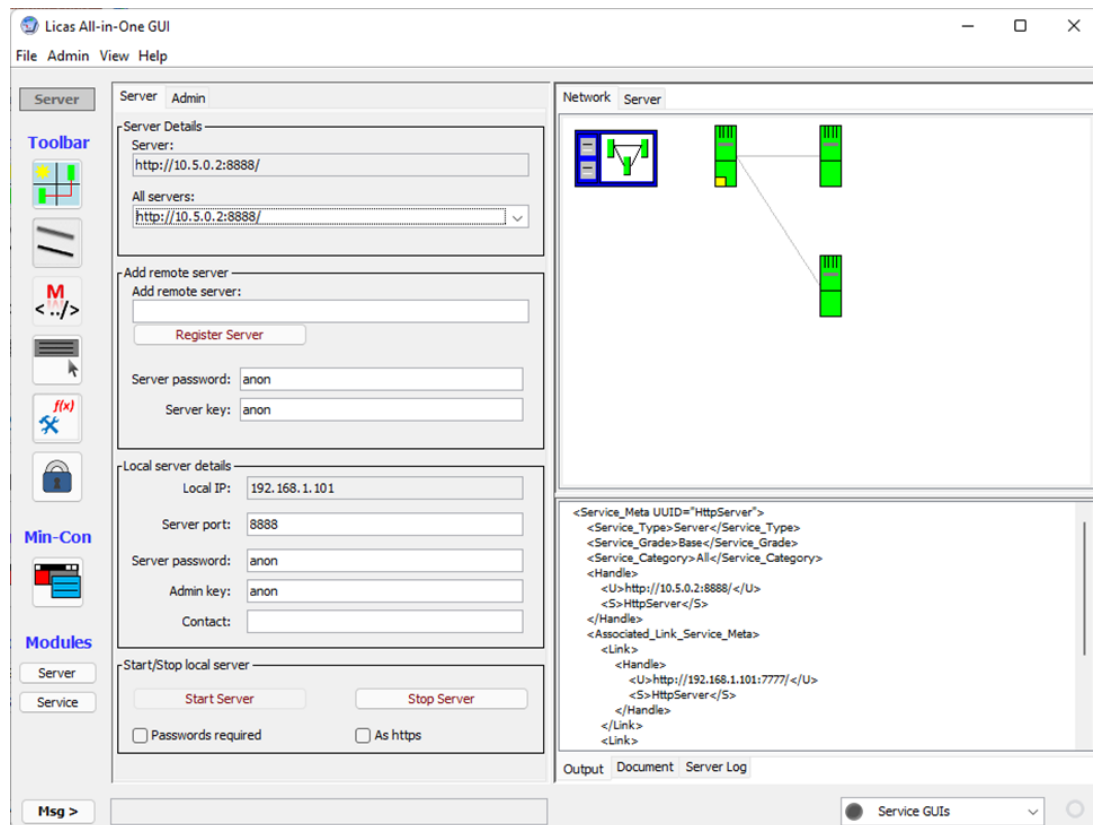 Licas All-in-One GUI
File Admin View Help
Server
Toolbar
M
< ../>
f(x)
Min-Con
Modules
Server
Service
Msg >
Server Admin
Server Details
Server:
http://10.5.0.2:8888/
All servers:
http://10.5.0.2:8888/
Add remote server
Add remote server:
Register Server
Server password: anon
Server key: anon
Local server details
Local IP: 192.168.1.101
Server port: 8888
Server password: anon
Admin key: anon
Contact:
Start/Stop local server
Start Server Stop Server
Passwords required As https
Network Server
<Service_Meta UUID="HttpServer">
<Service_Type>Server</Service_Type>
<Service_Grade>Base</Service_Grade>
<Service_Category>All</Service_Category>
<Handle>
<U>http://10.5.0.2:8888/</U>
<S>HttpServer</S>
</Handle>
<Associated_Link_Service_Meta>
<Link>
<Handle>
<U>http://192.168.1.101:7777/</U>
<S>HttpServer</S>
</Handle>
</Link>
<Link>
Output Document Server Log
Service GUIs